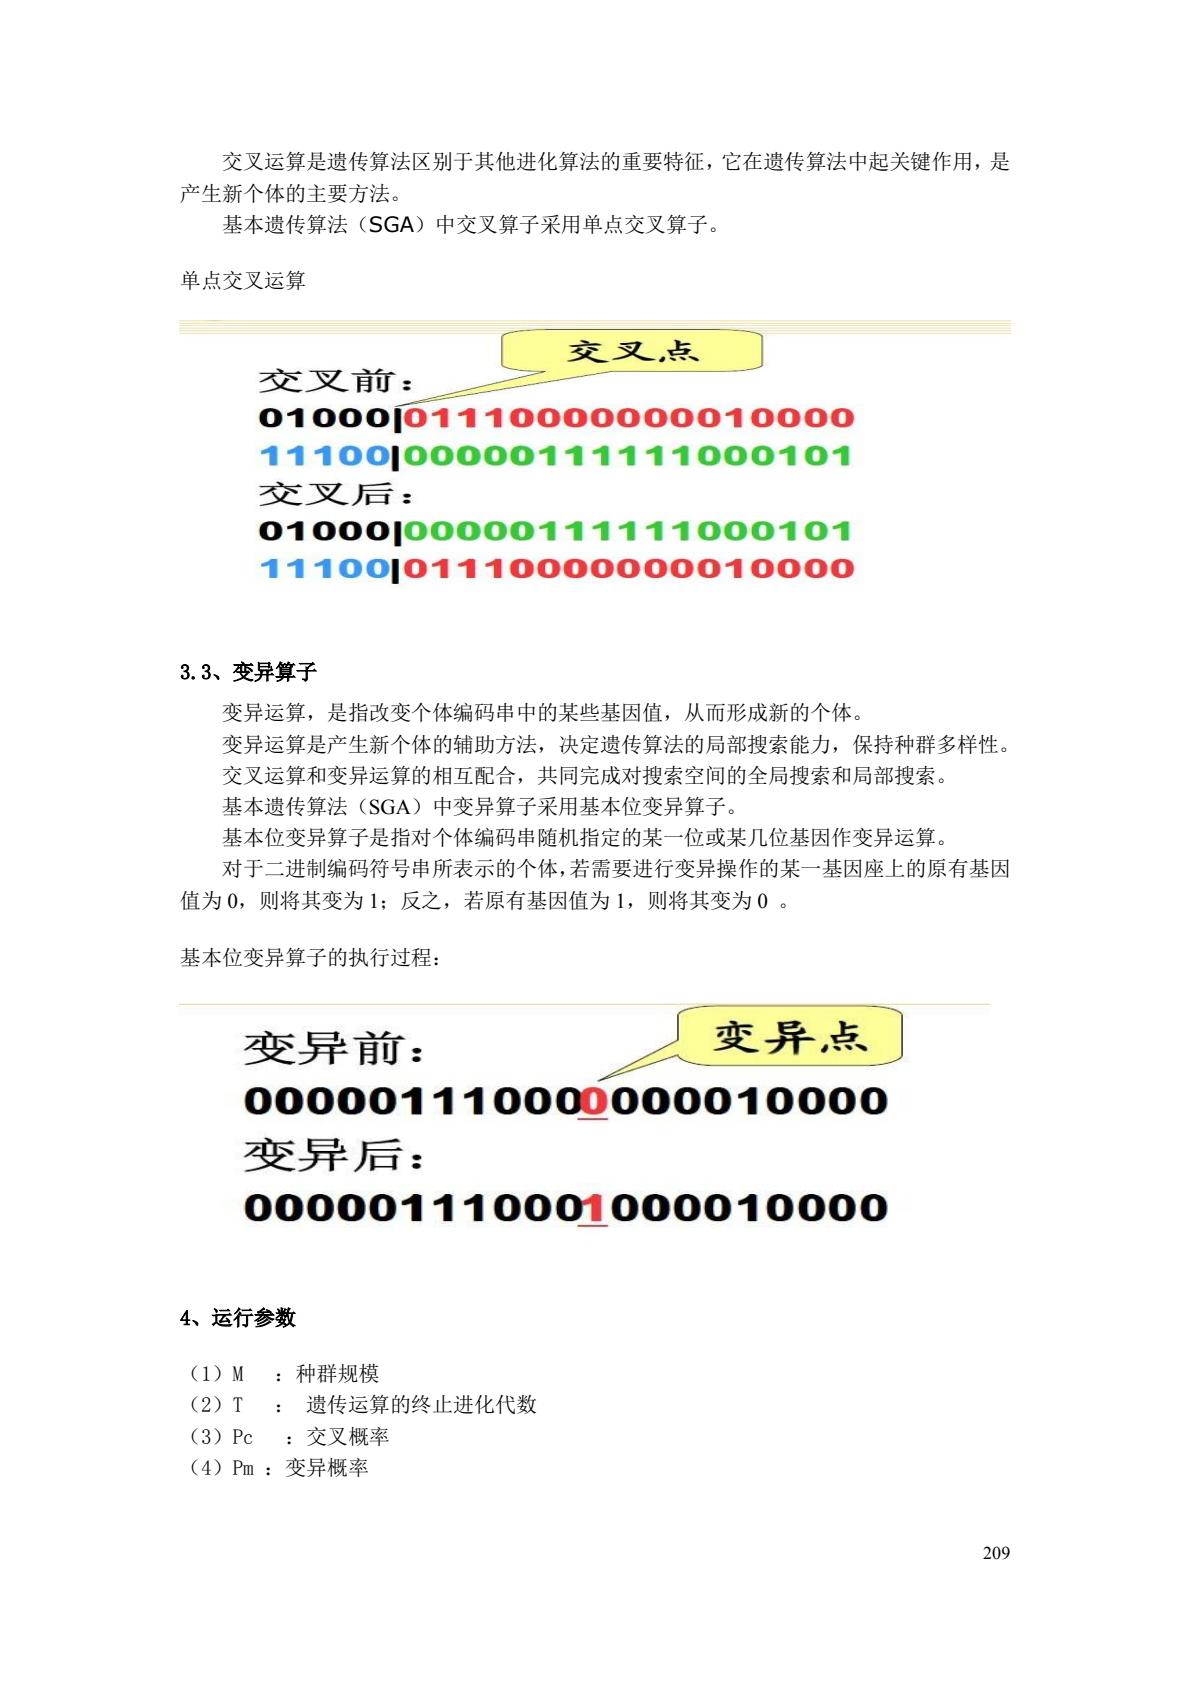 交叉运算是遗传算法区别于其他进化算法的重要特征，它在遗传算法中起关键作用，是
产生新个体的主要方法。
基本遗传算法（SGA）中交叉算子采用单点交叉算子。
单点交叉运算
交叉点
交叉前：
01000|01110000000010000
11100|00000111111000101
交叉后：
01000|00000111111000101
11100|01110000000010000
3.3、变异算子
变异运算，是指改变个体编码串中的某些基因值，从而形成新的个体。
变异运算是产生新个体的辅助方法，决定遗传算法的局部搜索能力，保持种群多样性。
交叉运算和变异运算的相互配合，共同完成对搜索空间的全局搜索和局部搜索。
基本遗传算法（SGA）中变异算子采用基本位变异算子。
基本位变异算子是指对个体编码串随机指定的某一位或某几位基因作变异运算。
对于二进制编码符号串所表示的个体，若需要进行变异操作的某一基因座上的原有基因
值为 0，则将其变为 1；反之，若原有基因值为 1，则将其变为 0 。
基本位变异算子的执行过程：
变异点
变异前：
000001110000000010000
变异后：
000001110001000010000
4、运行参数
（1）M ：种群规模
（2）T ： 遗传运算的终止进化代数
（3）Pc ：交叉概率
（4）Pm ：变异概率
209